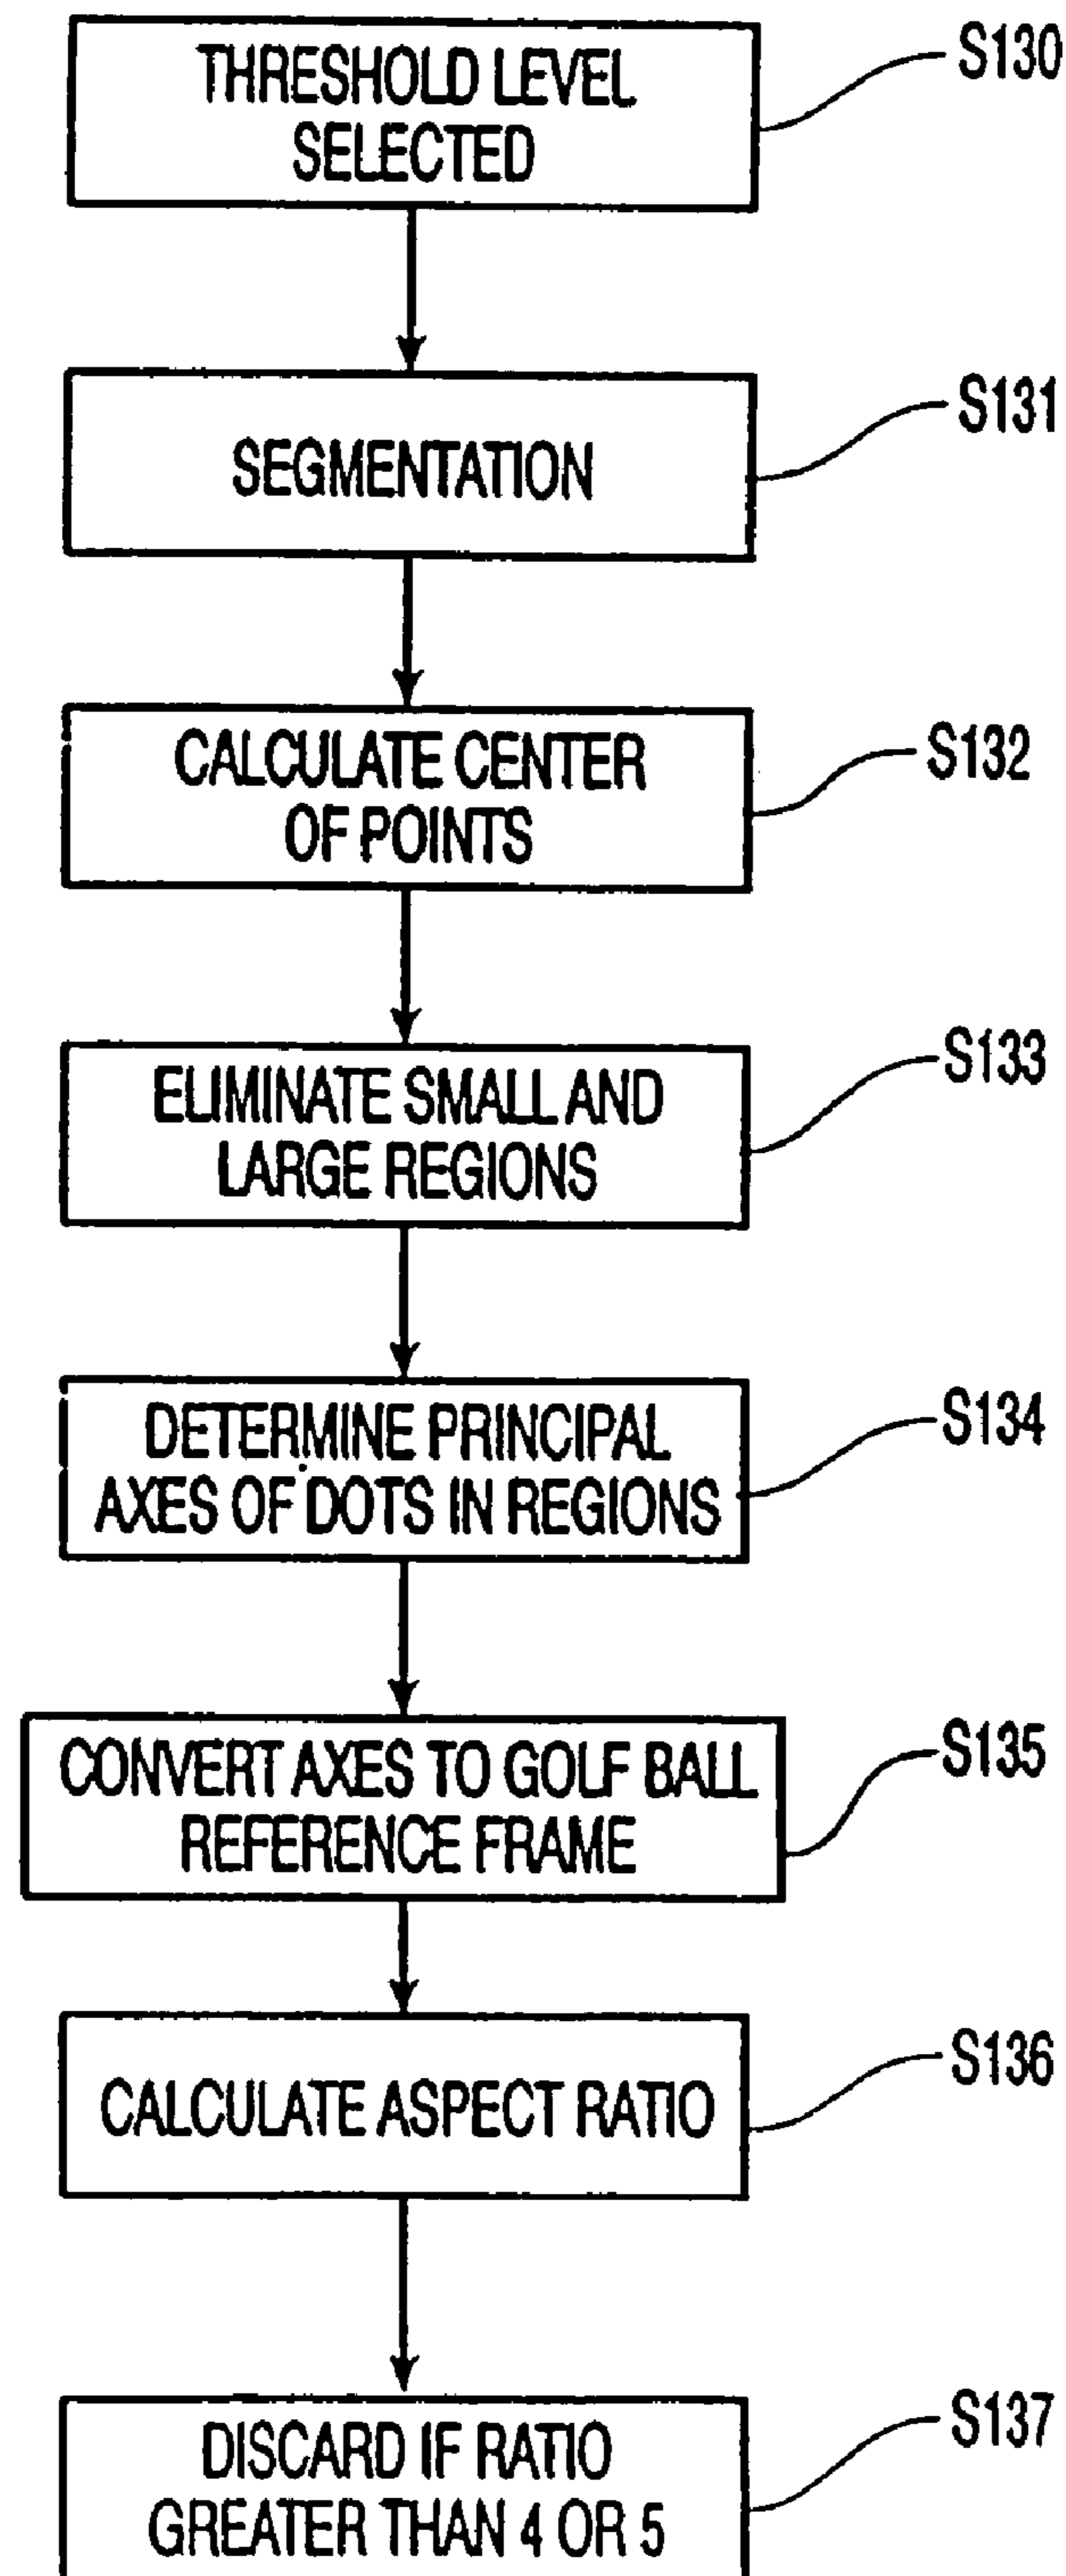 THRESHOLD LEVEL
SELECTED
S130
SEGMENTATION
S131
CALCULATE CENTER
OF POINTS
S132
ELIMINATE SMALL AND
LARGE REGIONS
S133
DETERMINE PRINCIPAL
AXES OF DOTS IN REGIONS
S134
CONVERT AXES TO GOLF BALL
REFERENCE FRAME
S135
CALCULATE ASPECT RATIO
S136
DISCARD IF RATIO
GREATER THAN 4 OR 5
S137